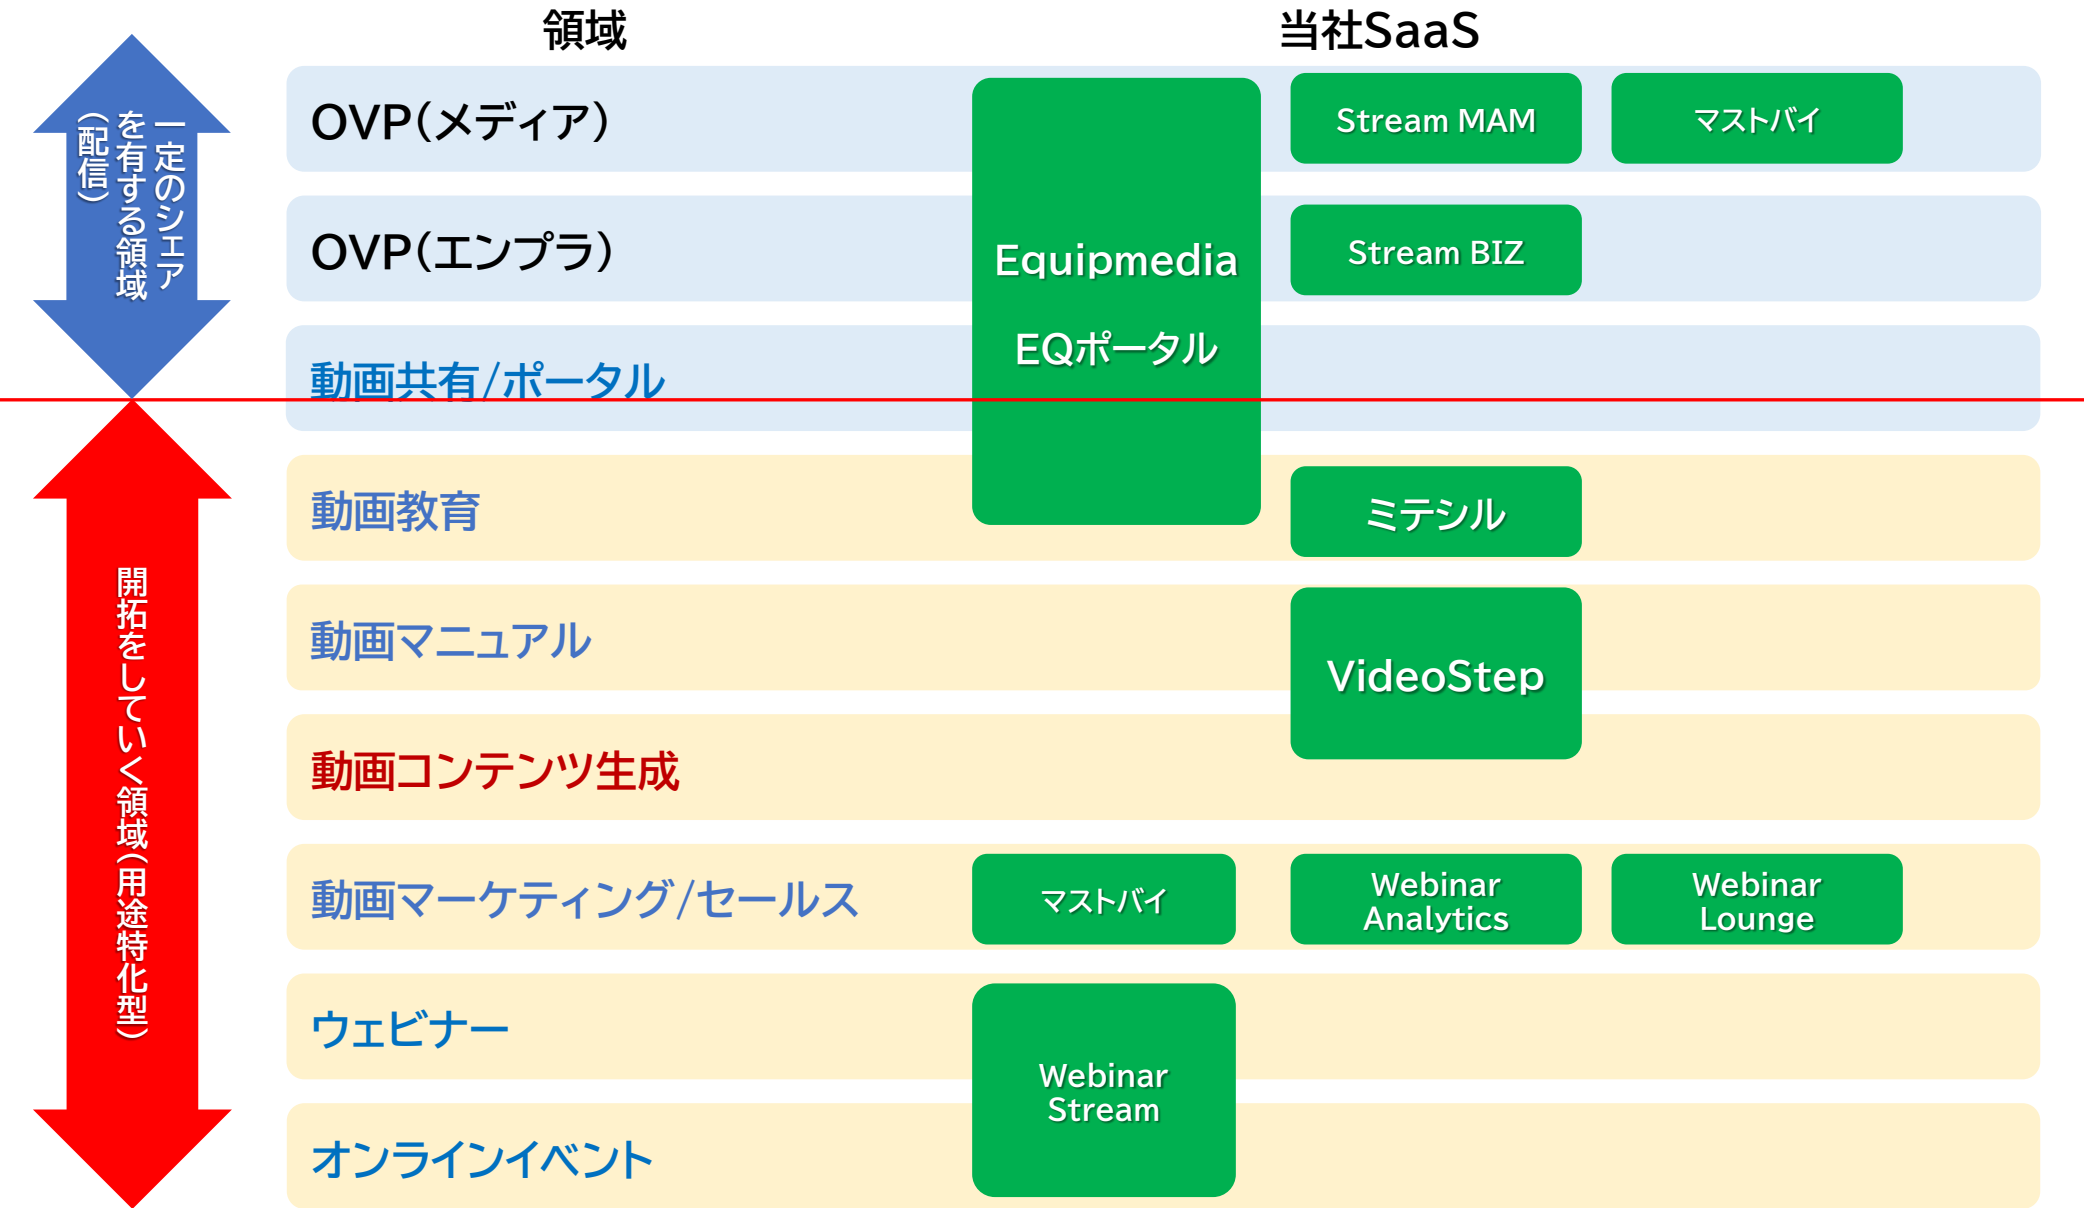 領域
当社SaaS
一定のシェア
を有する領域
（配信）
OVP（メディア）
Stream MAM
マストバイ
OVP（エンプラ）
Equipmedia
EQポータル
Stream BIZ
動画共有/ポータル
開拓をしていく領域（用途特化型）
動画教育
ミテシル
動画マニュアル
VideoStep
動画コンテンツ生成
動画マーケティング/セールス
マストバイ
Webinar
Analytics
Webinar
Lounge
ウェビナー
Webinar
Stream
オンラインイベント